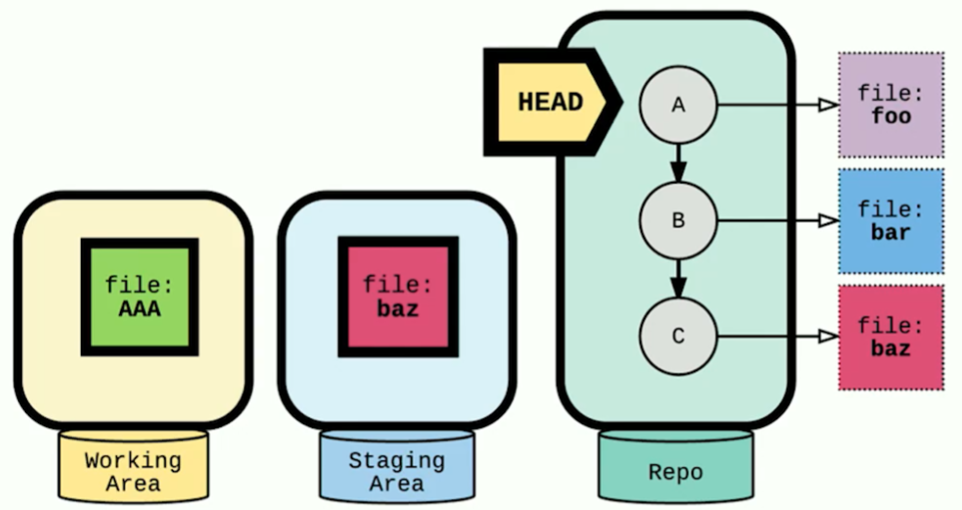 HEAD
A
file:
foo
B
file:
bar
C
file:
baz
file:
AAA
file:
baz
Working
Area
Staging
Area
Repo